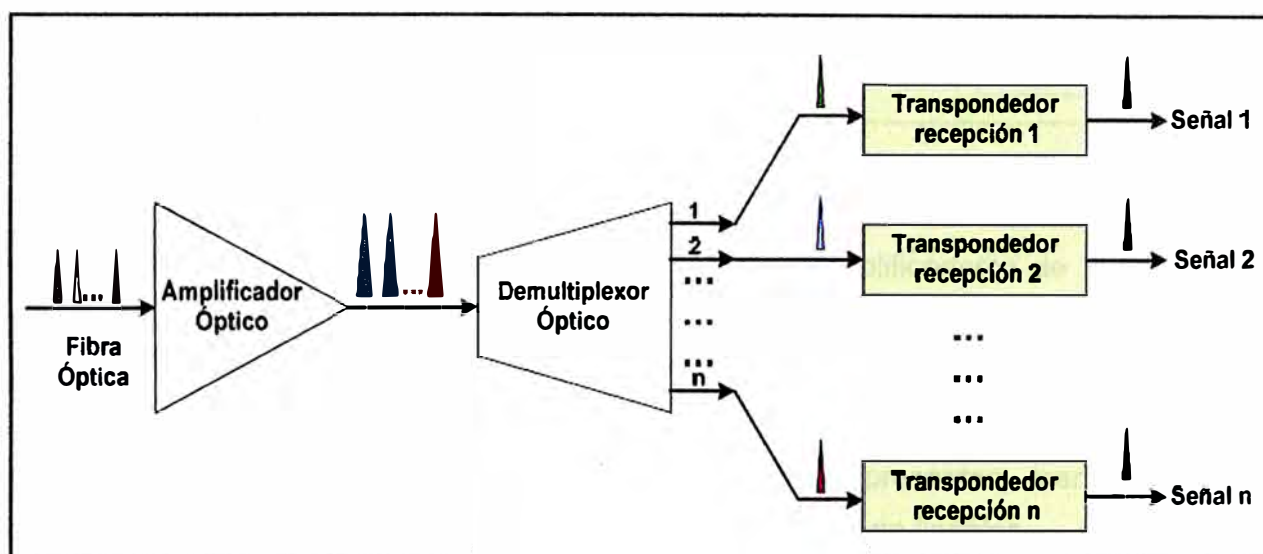 Transpondedor
recepción 1
Señal 1
1
2
Transpondedor
recepción 2
Señal 2
Amplificador
Óptico
Demultiplexor
Óptico
...
...
...
...
...
n
Fibra
Óptica
...
...
...
Transpondedor
recepción n
Señal n